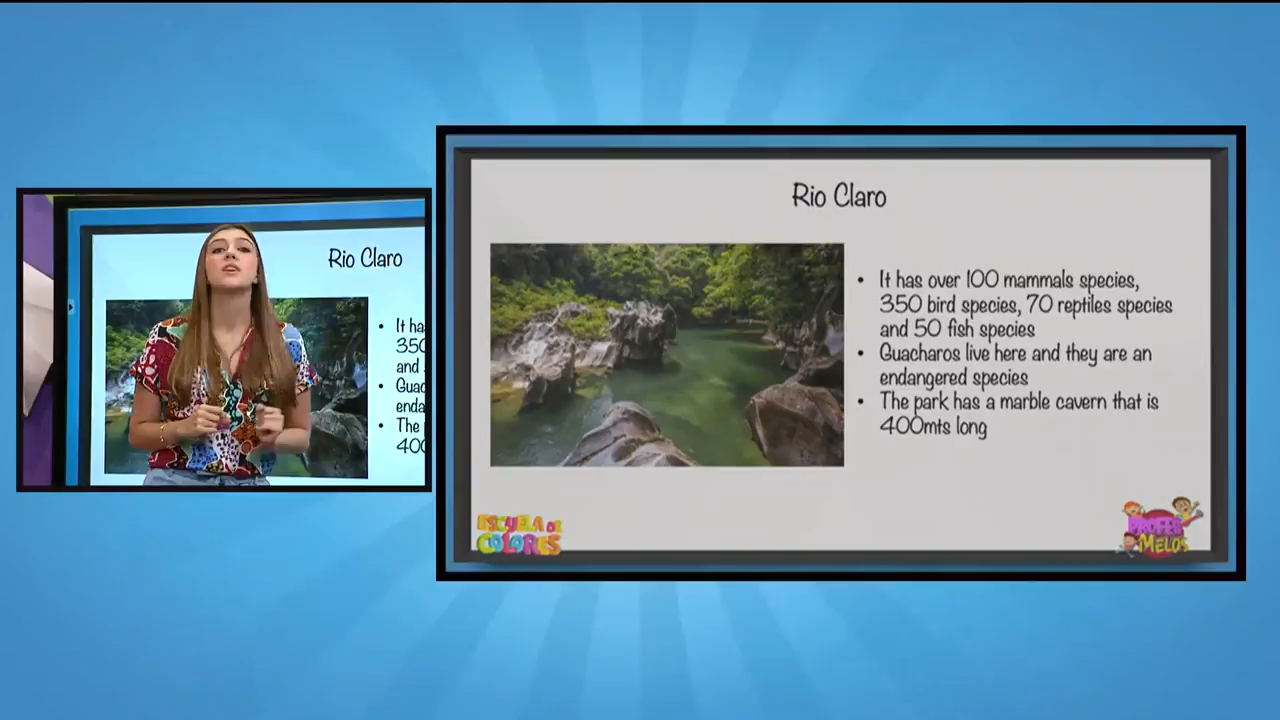 Rio Claro
It ha
350
and
Guac
enda
The
400
Rio Claro
• It has over 100 mammals species,
350 bird species, 70 reptiles species
and 50 fish species
• Guacharos live here and they are an
endangered species
• The park has a marble cavern that is
400mts long
ESCUELA DE
COLORES
PROFES
MELOS